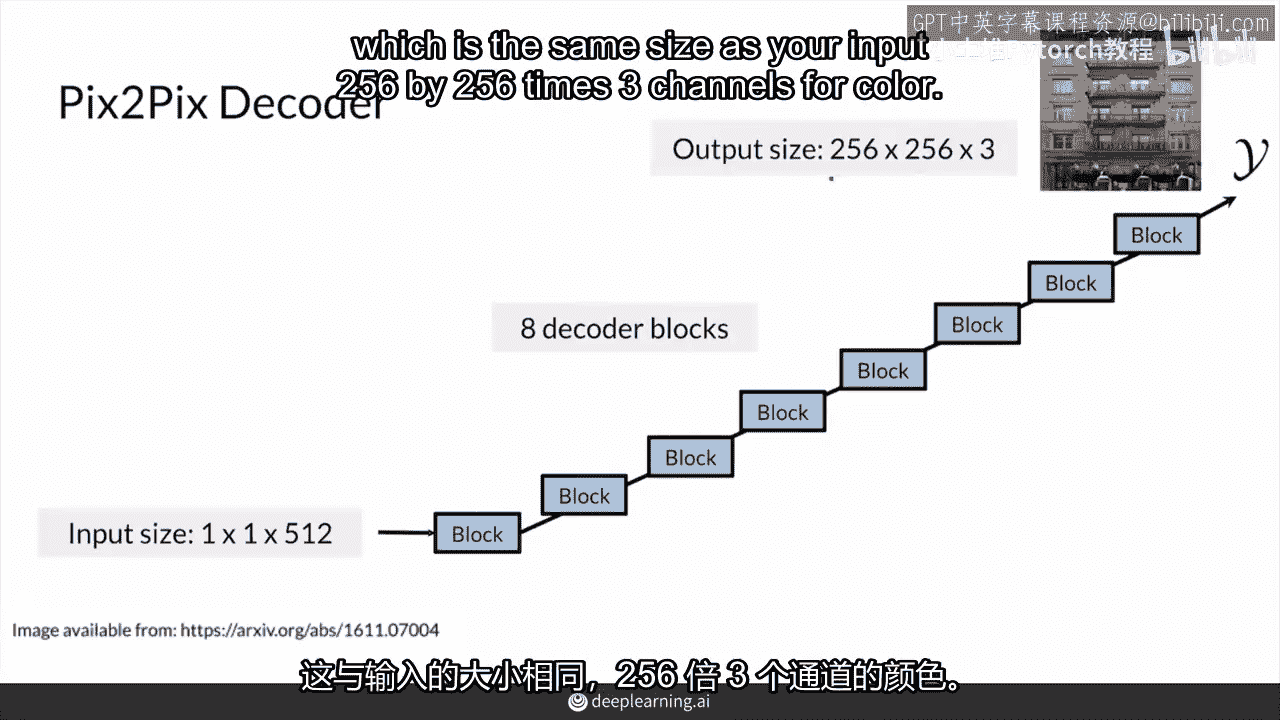 GPT中英字幕课程资源@bilibili.com
which is the same size as your input
256 by 256 times 3 channels for color.
Pytorch教程 bilibili
Pix2Pix Decoder
Output size: 256 x 256 x 3
y
Block
Block
Block
8 decoder blocks
Block
Block
Block
Block
Input size: 1 x 1 x 512
Block
Image available from: https://arxiv.org/abs/1611.07004
这与输入的大小相同，256 倍 3 个通道的颜色。
deeplearning.ai